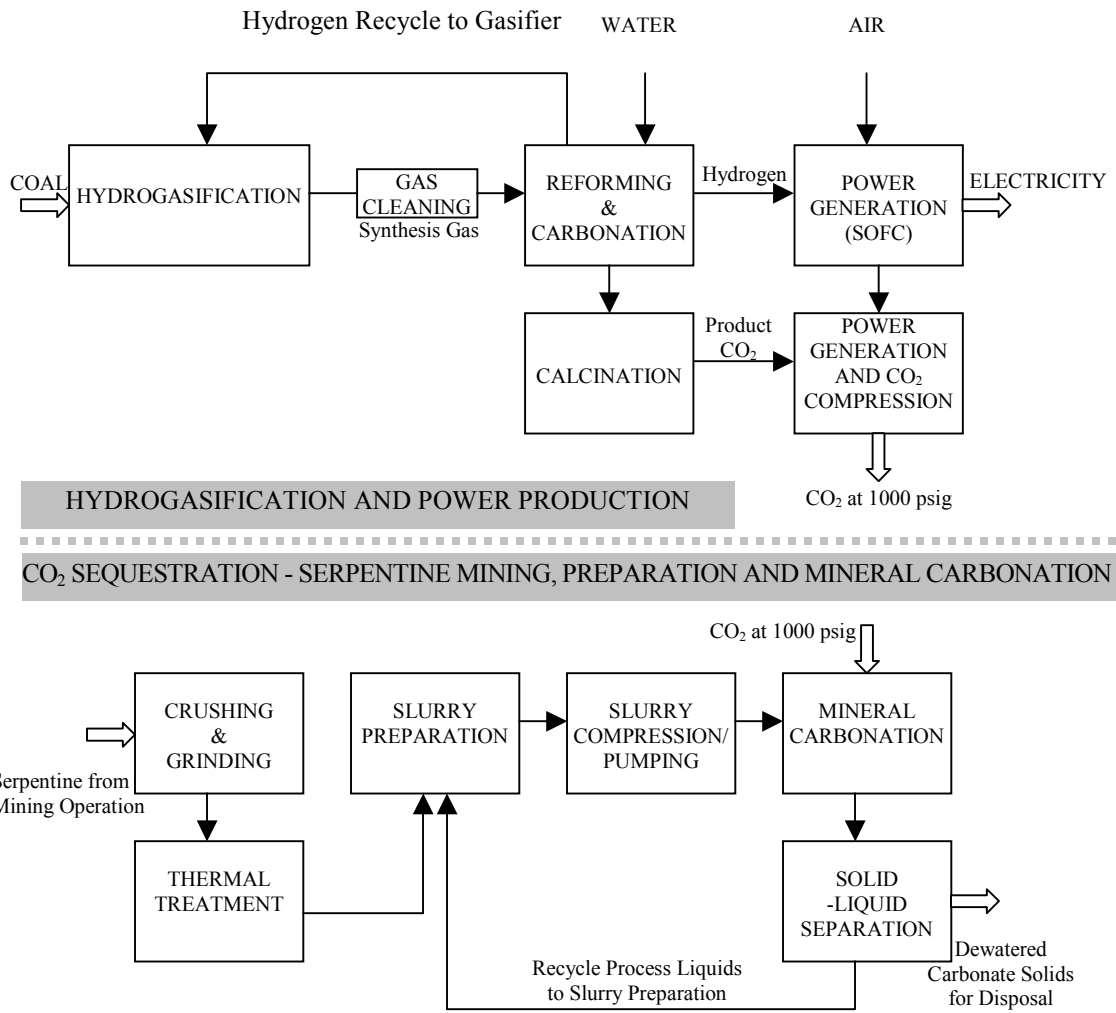 Hydrogen Recycle to Gasifier
WATER
AIR
COAL
HYDROGASIFICATION
GAS
CLEANING
Synthesis Gas
REFORMING
&
CARBONATION
Hydrogen
POWER
GENERATION
(SOFC)
ELECTRICITY
CALCINATION
Product
CO₂
POWER
GENERATION
AND CO₂
COMPRESSION
CO₂ at 1000 psig
HYDROGASIFICATION AND POWER PRODUCTION
CO₂ SEQUESTRATION - SERPENTINE MINING, PREPARATION AND MINERAL CARBONATION
CO₂ at 1000 psig
CRUSHING
&
GRINDING
SLURRY
PREPARATION
SLURRY
COMPRESSION/
PUMPING
MINERAL
CARBONATION
Serpentine from
Mining Operation
THERMAL
TREATMENT
SOLID
-LIQUID
SEPARATION
Recycle Process Liquids
to Slurry Preparation
Dewatered
Carbonate Solids
for Disposal